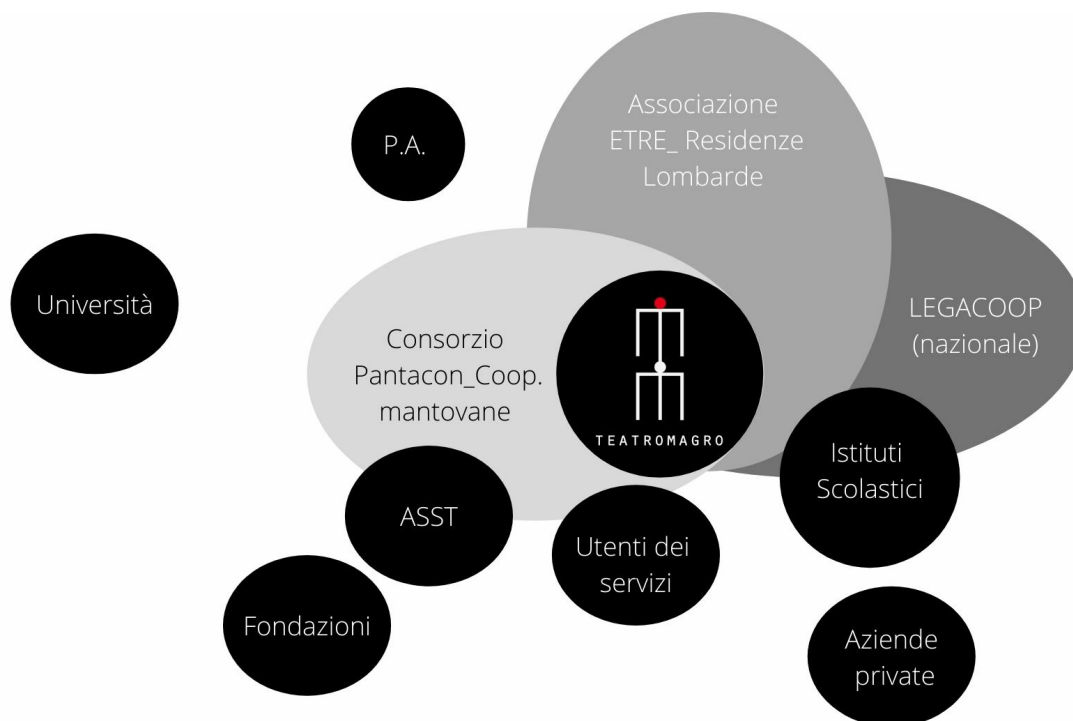 Associazione
ETRE_ Residenze
Lombarde
P.A.
Università
LEGACOOP
(nazionale)
Consorzio
Pantacon_Coop.
mantovane
TEATROMAGRO
Istituti
Scolastici
ASST
Utenti dei
servizi
Fondazioni
Aziende
private